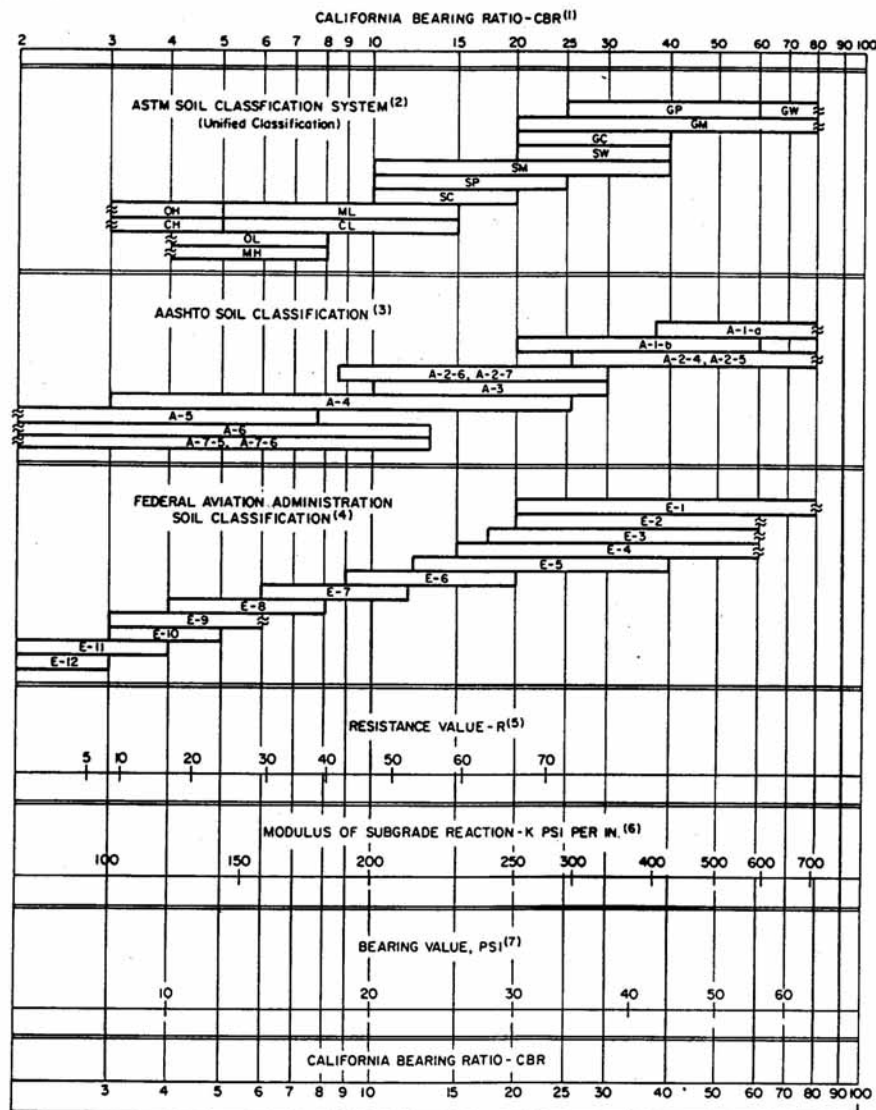 CALIFORNIA BEARING RATIO-CBR(1)
2 3 4 5 6 7 8 9 10 15 20 25 30 40 50 60 70 80 90 100
ASTM SOIL CLASSFICATION SYSTEM(2)
(Unified Classification)
GP GW
GM
GC
SW
SM
SP
SC
OH ML
CH CL
OL
MH
AASHTO SOIL CLASSIFICATION (3)
A-1-a
A-1-b
A-2-4, A-2-5
A-2-6, A-2-7
A-3
A-4
A-5
A-6
A-7-5, A-7-6
FEDERAL AVIATION ADMINISTRATION
SOIL CLASSIFICATION(4)
E-1
E-2
E-3
E-4
E-5
E-6
E-7
E-8
E-9
E-10
E-11
E-12
RESISTANCE VALUE-R(5)
5 10 20 30 40 50 60 70
MODULUS OF SUBGRADE REACTION-K PSI PER IN.(6)
100 150 200 250 300 400 500 600 700
BEARING VALUE, PSI(7)
10 20 30 40 50 60
CALIFORNIA BEARING RATIO-CBR
3 4 5 6 7 8 9 10 15 20 25 30 40 50 60 70 80 90 100